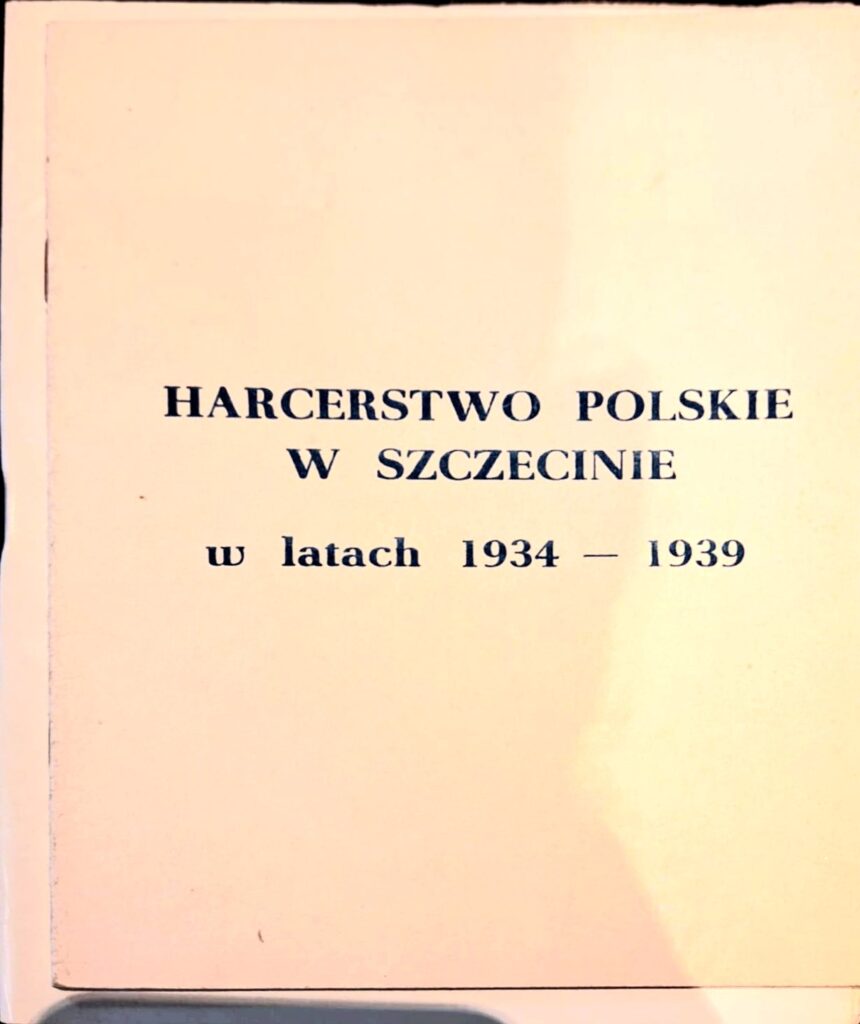 HARCERSTWO POLSKIE
W SZCZECINIE
w latach 1934 — 1939